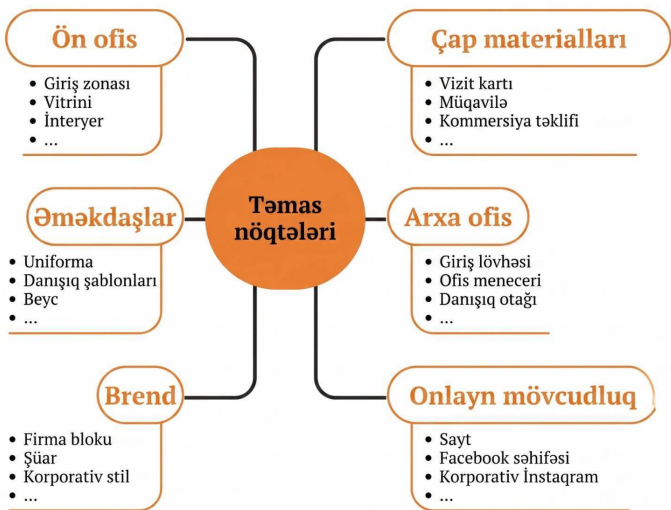 Ön ofis
• Giriş zonası
• Vitrini
• İnteryer
• ...
Çap materialları
• Vizit kartı
• Müqavilə
• Kommersiya təklifi
• ...
Təmas
nöqtələri
Əməkdaşlar
• Uniforma
• Danışıq şablonları
• Beyc
• ...
Arxa ofis
• Giriş lövhəsi
• Ofis meneceri
• Danışıq otağı
• ...
Brend
• Firma bloku
• Şüar
• Korporativ stil
• ...
Onlayn mövcudluq
• Sayt
• Facebook səhifəsi
• Korporativ İnstaqram
• ...